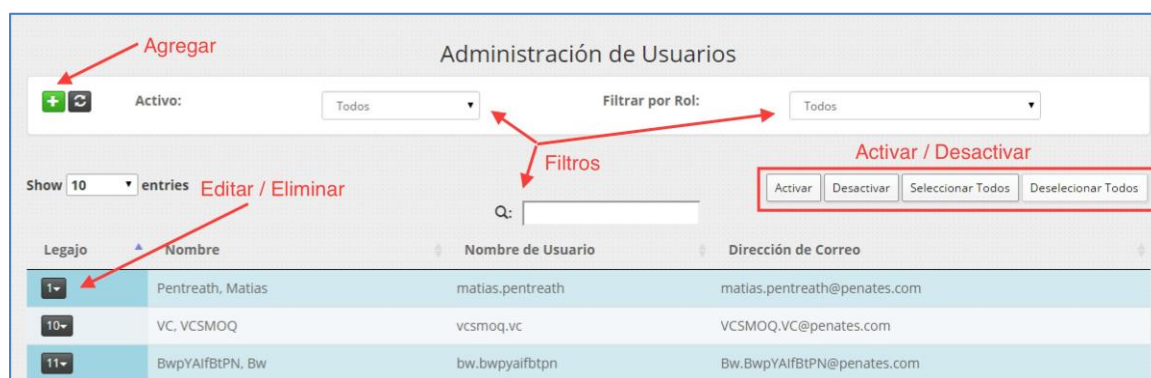 Agregar
Administración de Usuarios
Activo: Todos Filtrar por Rol: Todos
Filtros
Activar / Desactivar
Show 10 entries Editar / Eliminar
Activar Desactivar Seleccionar Todos Deselecionar Todos
Legajo Nombre Nombre de Usuario Dirección de Correo
1 Pentreath, Matias matias.pentreath matias.pentreath@penates.com
10 VC, VCSMOQ vcsmoq.vc VCSMOQ.VC@penates.com
11 BwpYAIfBtPN, Bw bw.bwpyaifbtpn Bw.BwpYAIfBtPN@penates.com